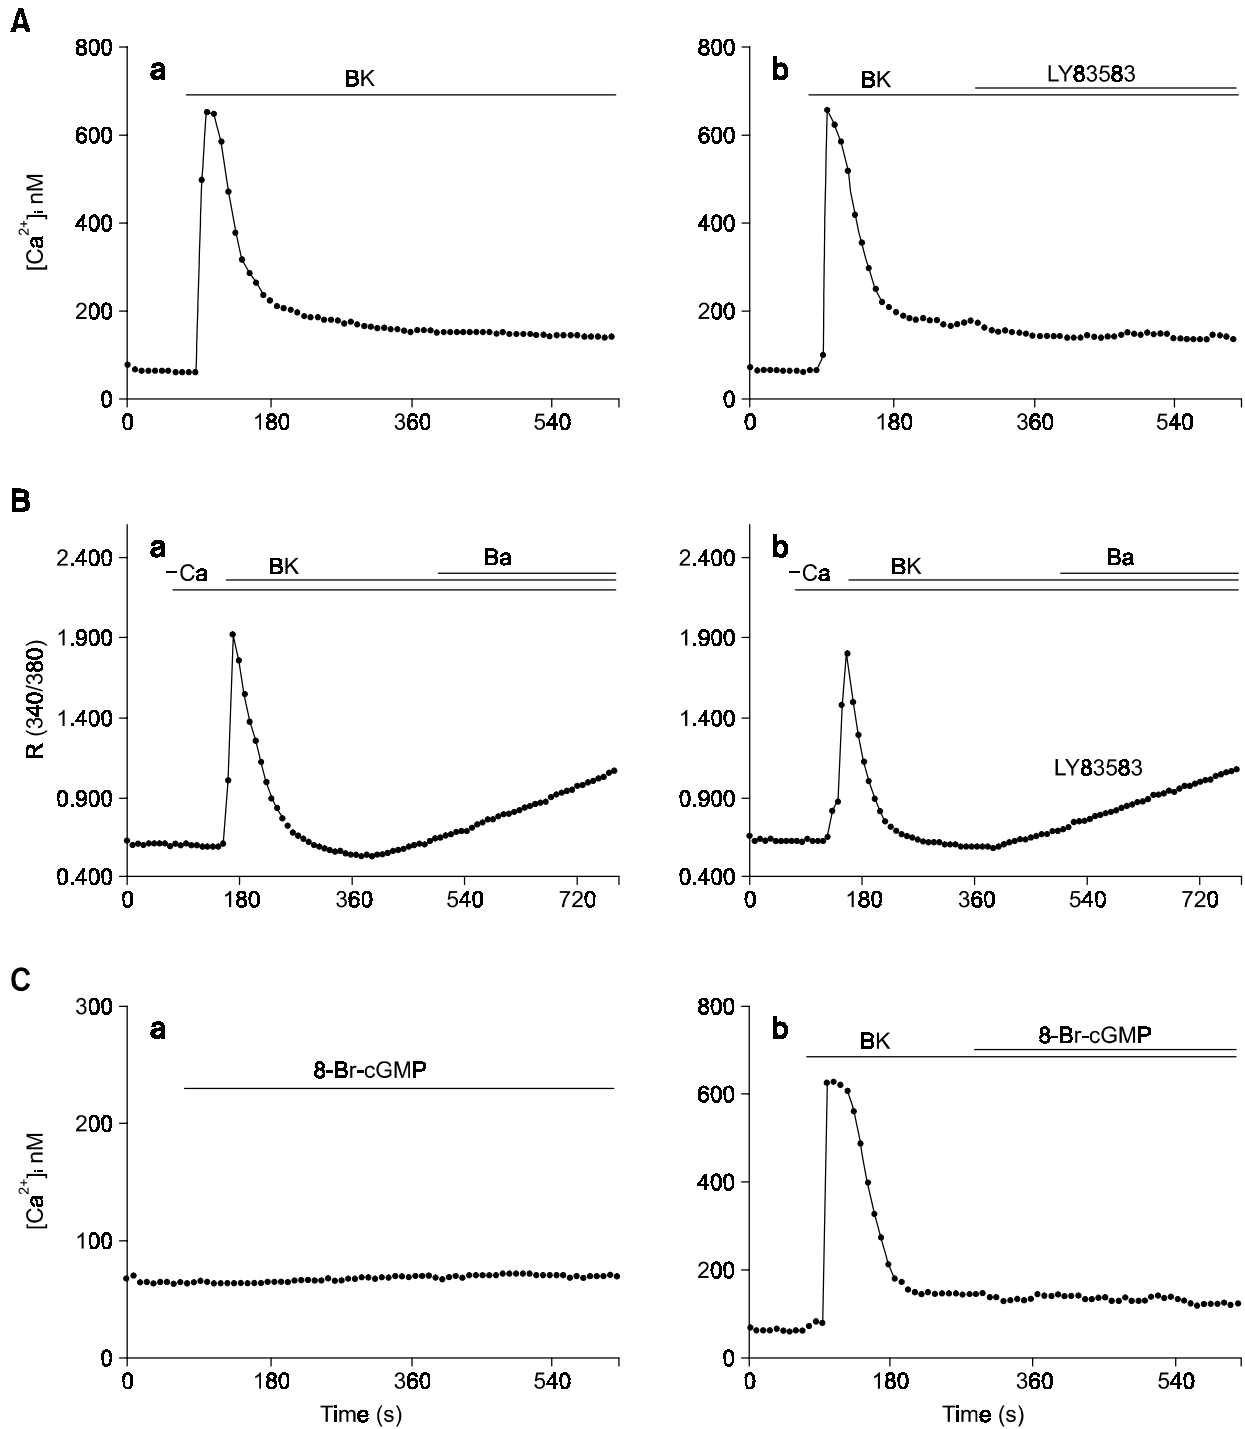 A
a
BK
800
600
400
200
0
[Ca2+]i nM
0 180 360 540
b
BK
LY83583
800
600
400
200
0
0 180 360 540
B
a
−Ca
BK
Ba
2.400
1.900
1.400
0.900
0.400
R (340/380)
0 180 360 540 720
b
−Ca
BK
Ba
2.400
1.900
1.400
0.900
0.400
LY83583
0 180 360 540 720
C
a
8-Br-cGMP
300
200
100
0
[Ca2+]i nM
0 180 360 540
Time (s)
b
BK
8-Br-cGMP
800
600
400
200
0
0 180 360 540
Time (s)